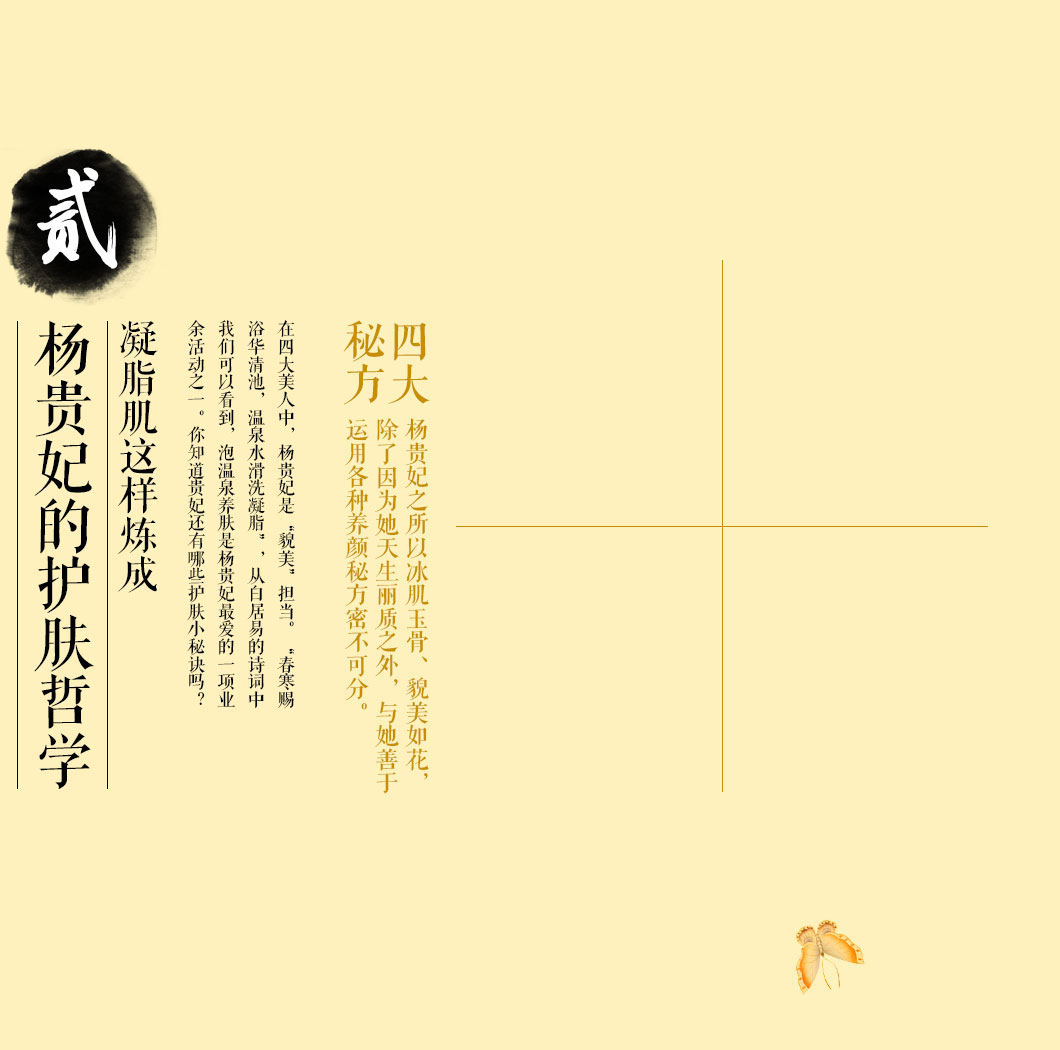 贰
杨贵妃的护肤哲学
凝脂肌这样炼成
在四大美人中，杨贵妃是“貌美”担当。“春寒赐
浴华清池，温泉水滑洗凝脂”，从白居易的诗词中
我们可以看到，泡温泉养肤是杨贵妃最爱的一项业
余活动之一。你知道贵妃还有哪些护肤小秘诀吗？
四大
秘方
杨贵妃之所以冰肌玉骨、貌美如花，
除了因为她天生丽质之外，与她善于
运用各种养颜秘方密不可分。